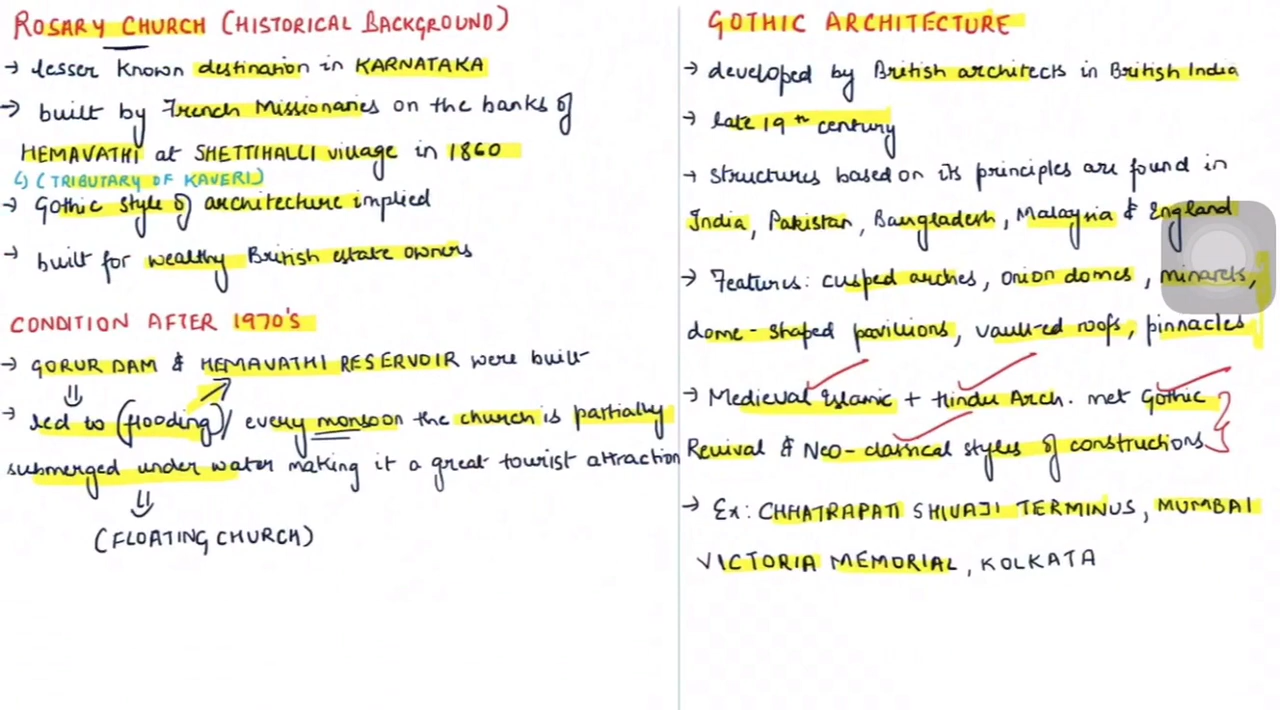 ROSARY CHURCH (HISTORICAL BACKGROUND)
→ lesser known destination in KARNATAKA
→ built by French Missionaries on the banks of
HEMAVATHI at SHETTIHALLI village in 1860
↳ (TRIBUTARY OF KAVERI)
→ Gothic style of architecture implied
→ built for wealthy British estate owners
CONDITION AFTER 1970'S
→ GORUR DAM & HEMAVATHI RESERVOIR were built
→ led to (flooding)/ every monsoon the church is partially
submerged under water making it a great tourist attraction
(FLOATING CHURCH)
GOTHIC ARCHITECTURE
→ developed by British architects in British India
→ late 19th century
→ structures based on its principles are found in
India, Pakistan, Bangladesh, Malaysia & England
→ Features: cusped arches, onion domes, minarets,
dome-shaped pavilions, vault-ed roofs, pinnacles
→ Medieval Islamic + Hindu Arch. met Gothic
Revival & Neo-classical styles of constructions
→ Ex: CHHATRAPATI SHIVAJI TERMINUS, MUMBAI
VICTORIA MEMORIAL, KOLKATA